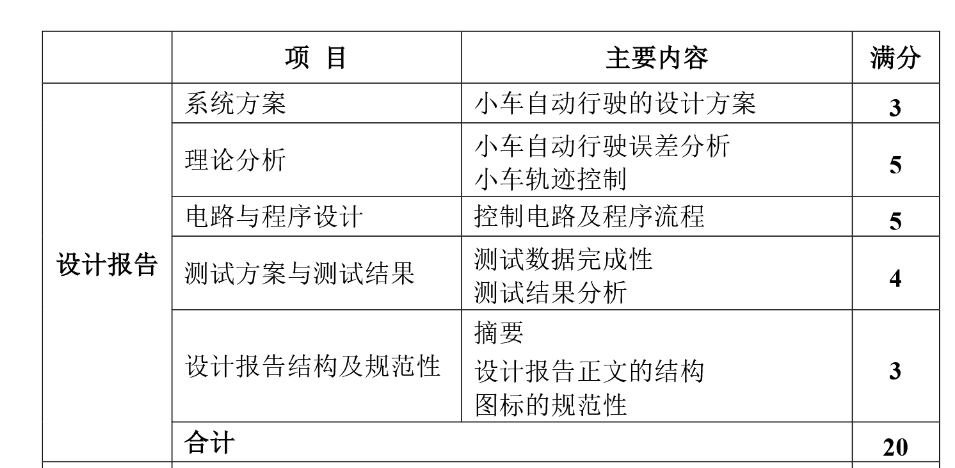 项 目 主要内容 满分
系统方案 小车自动行驶的设计方案 3
理论分析 小车自动行驶误差分析
小车轨迹控制 5
电路与程序设计 控制电路及程序流程 5
设计报告
测试方案与测试结果 测试数据完成性
测试结果分析 4
设计报告结构及规范性 摘要
设计报告正文的结构
图标的规范性 3
合计 20